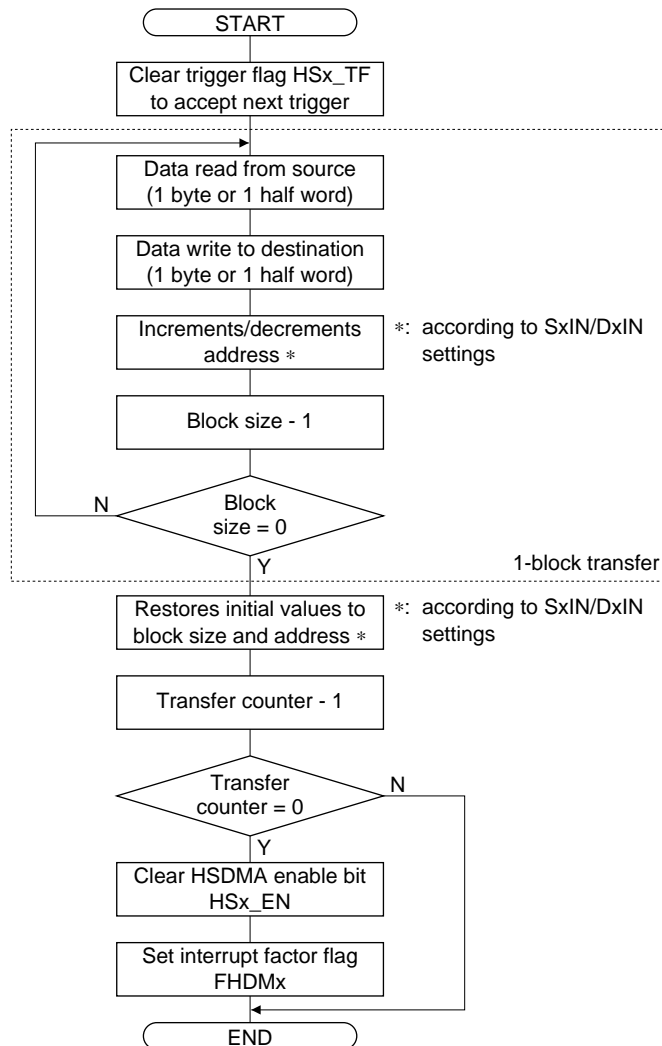 START
Clear trigger flag HSx_TF
to accept next trigger
Data read from source
(1 byte or 1 half word)
Data write to destination
(1 byte or 1 half word)
Increments/decrements
address ∗
∗: according to SxIN/DxIN
settings
Block size - 1
N
Block
size = 0
Y
1-block transfer
Restores initial values to
block size and address ∗
∗: according to SxIN/DxIN
settings
Transfer counter - 1
Transfer
counter = 0
N
Y
Clear HSDMA enable bit
HSx_EN
Set interrupt factor flag
FHDMx
END